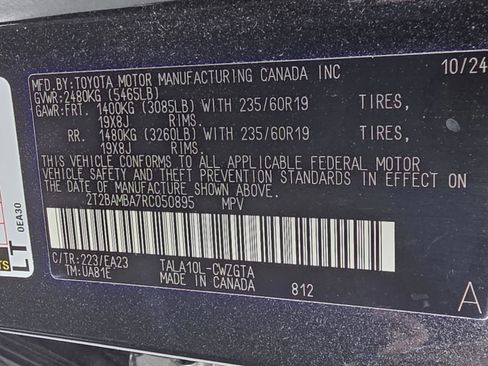 MFD.BY:TOYOTA MOTOR MANUFACTURING CANADA INC 10/24
GVWR:2480KG (5465LB)
GAWR:FRT. 1400KG (3085LB) WITH 235/60R19 TIRES,
19X8J RIMS.
RR. 1480KG (3260LB) WITH 235/60R19 TIRES,
19X8J RIMS.
THIS VEHICLE CONFORMS TO ALL APPLICABLE FEDERAL MOTOR
VEHICLE SAFETY AND THEFT PREVENTION STANDARDS IN EFFECT
ON THE DATE OF MANUFACTURE SHOWN ABOVE.
2T2BAMBA7RC050895 MPV
C/TR:223/EA23 TALA10L-CWZGTA
TM:UA81E MADE IN CANADA 812 A
0EA30
LT